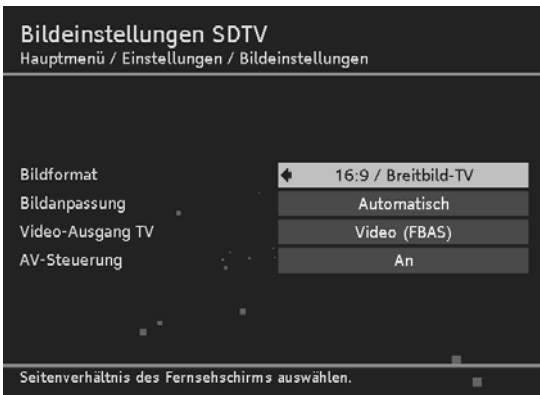 Bildeinstellungen SDTV
Hauptmenü / Einstellungen / Bildeinstellungen
Bildformat 16:9 / Breitbild-TV
Bildanpassung Automatisch
Video-Ausgang TV Video (FBAS)
AV-Steuerung An
Seitenverhältnis des Fernsehschirms auswählen.